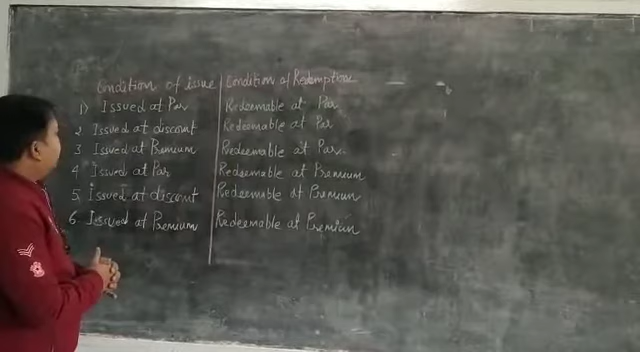 Condition of issue Condition of Redemption
1) Issued at Par Redeemable at Par
2 Issued at discount Redeemable at Par
3 Issued at Premium Redeemable at Par
4 Issued at Par Redeemable at Premium
5, Issued at discount Redeemable at Premium
6. Issued at Premium Redeemable at Premium